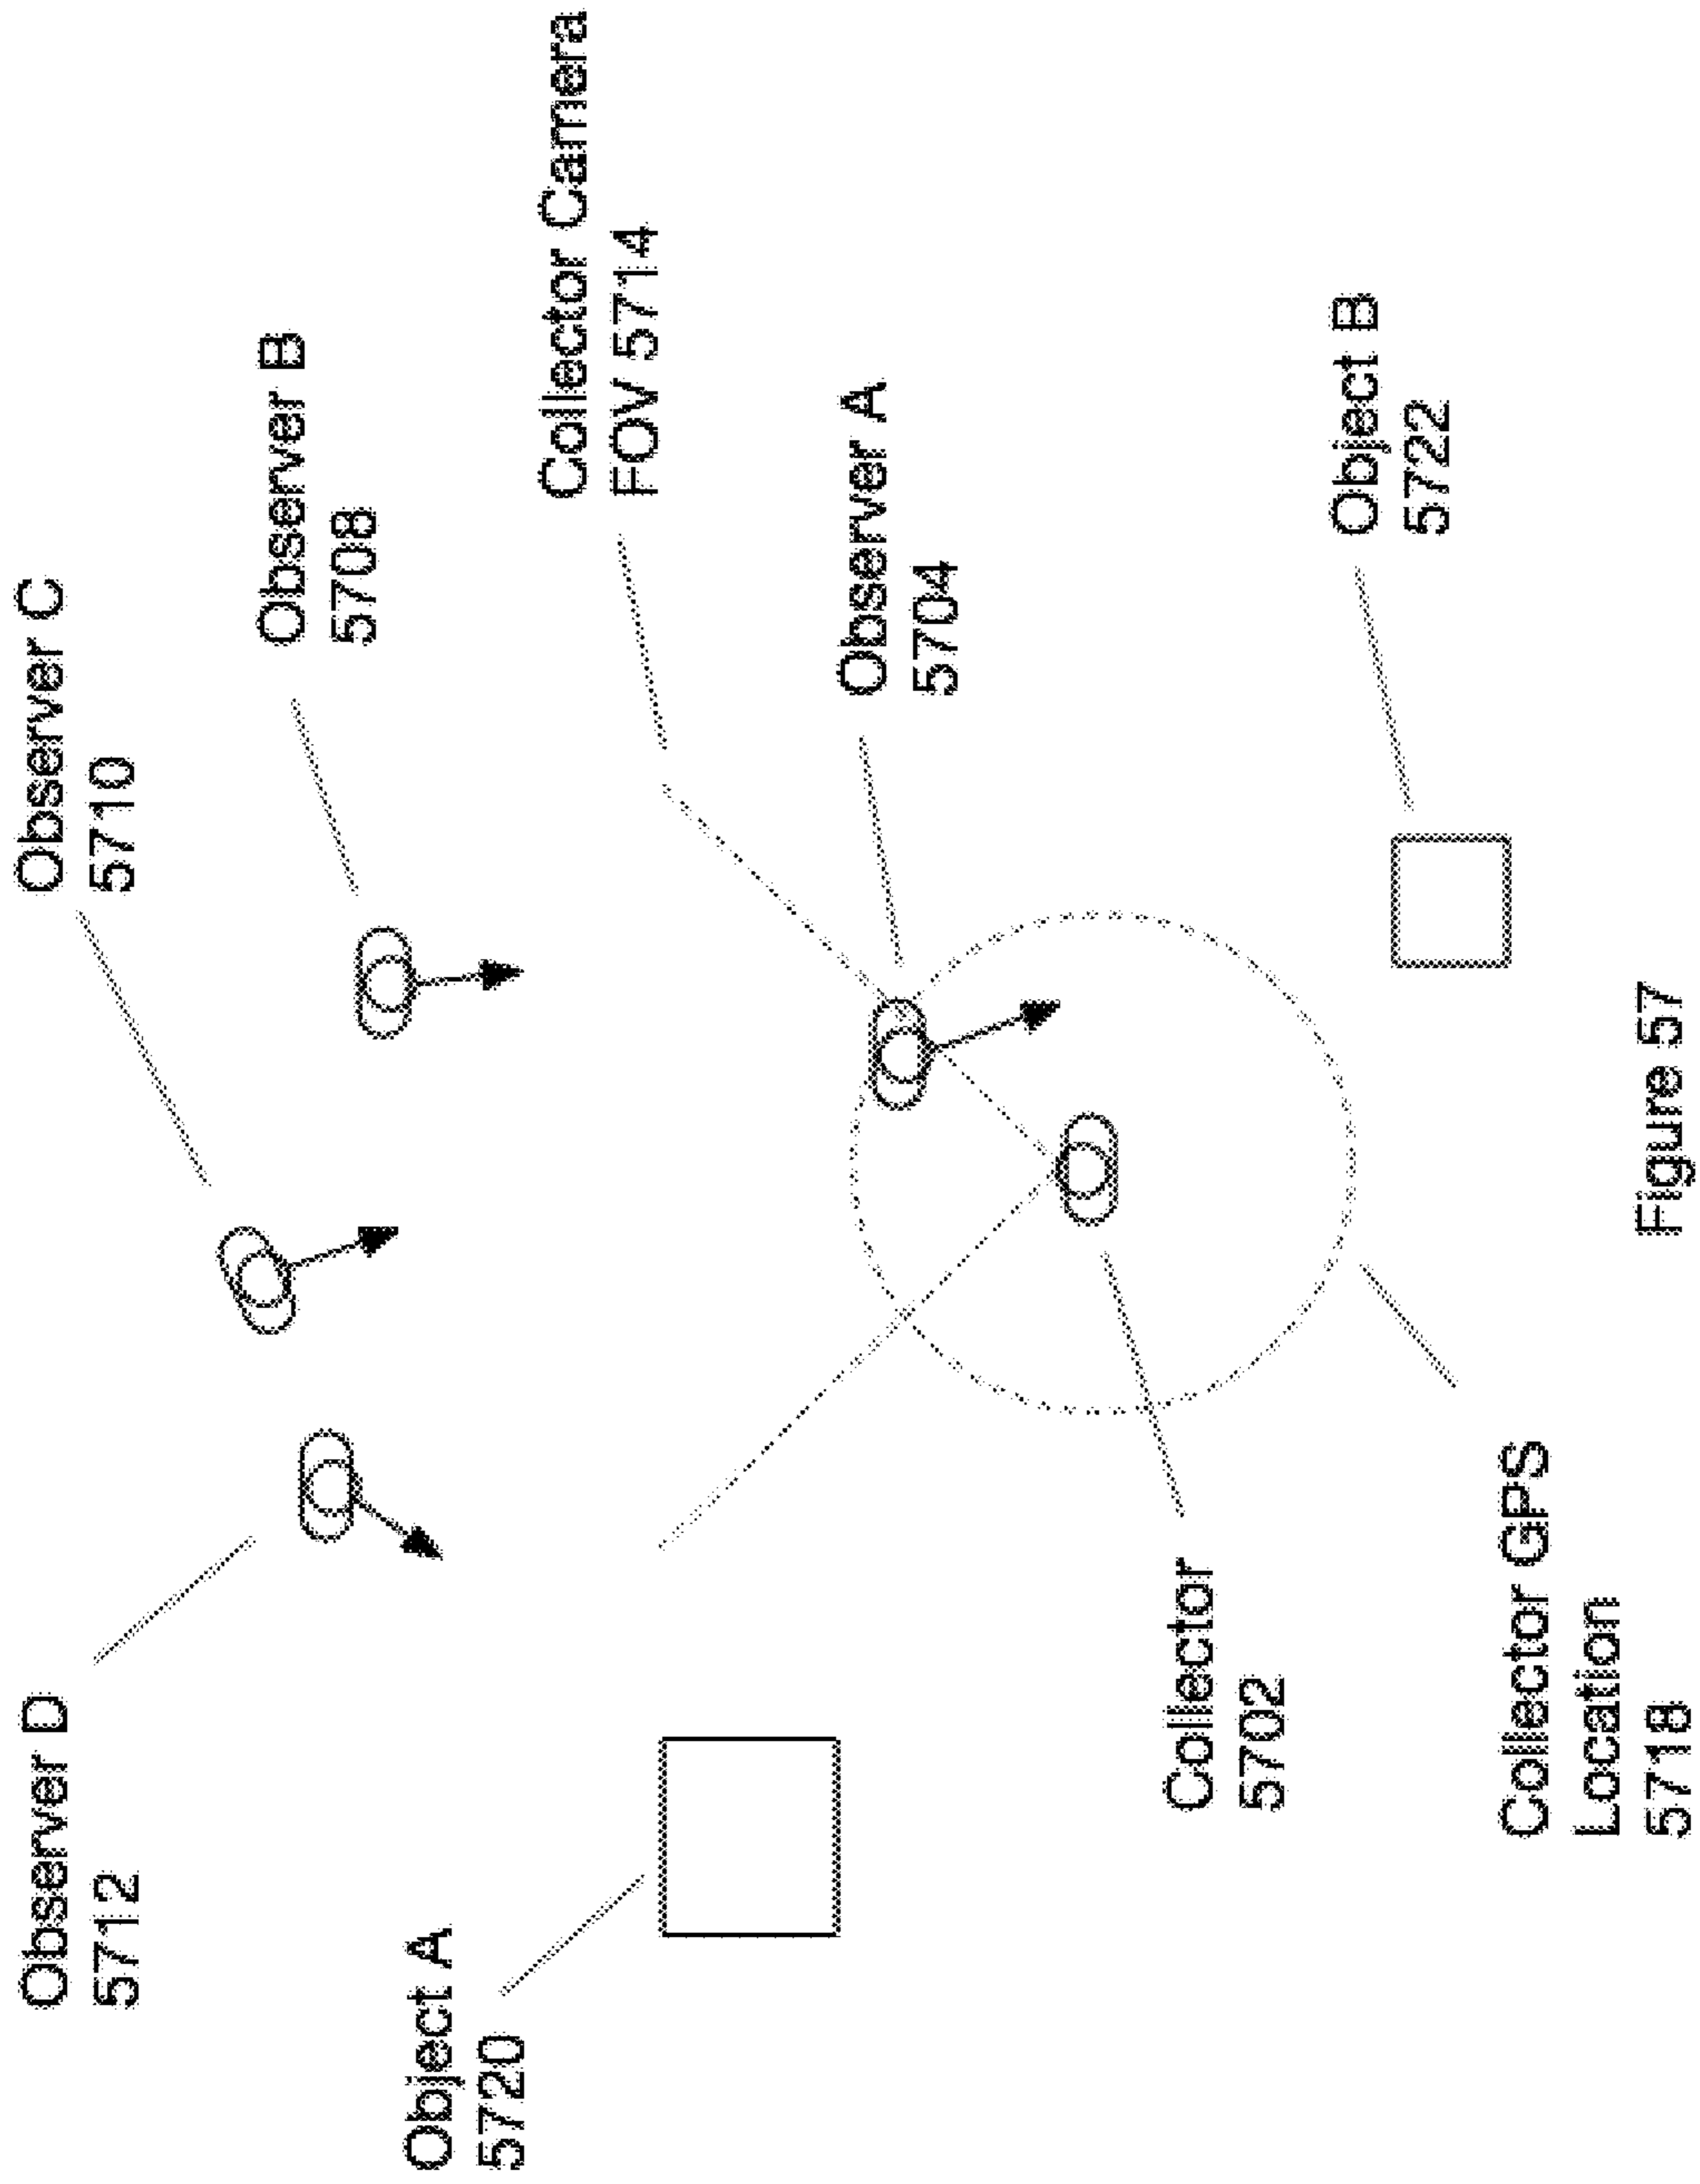 Observer D
5712
Observer C
5710
Observer B
5708
Object A
5720
Collector Camera
FOV 5714
Observer A
5704
Collector
5702
Object B
5722
Collector GPS
Location
5718
Figure 57